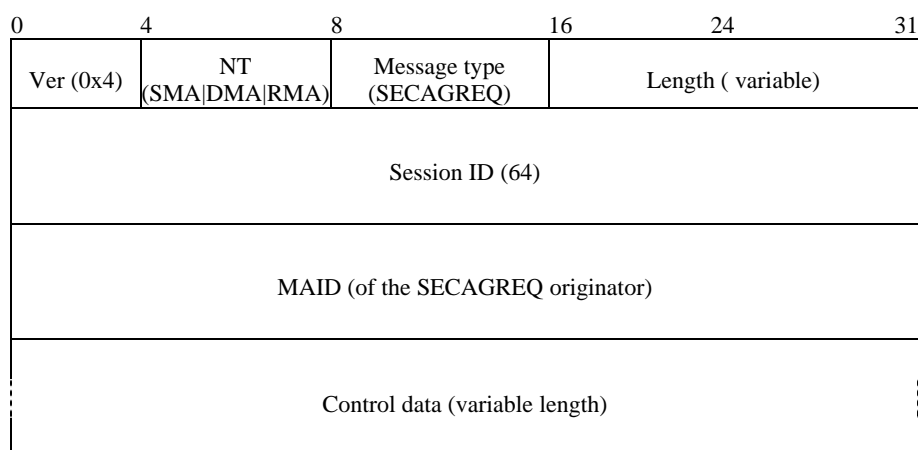 0 4 8 16 24 31
Ver (0x4) NT (SMA|DMA|RMA) Message type (SECAGREQ) Length ( variable)
Session ID (64)
MAID (of the SECAGREQ originator)
Control data (variable length)